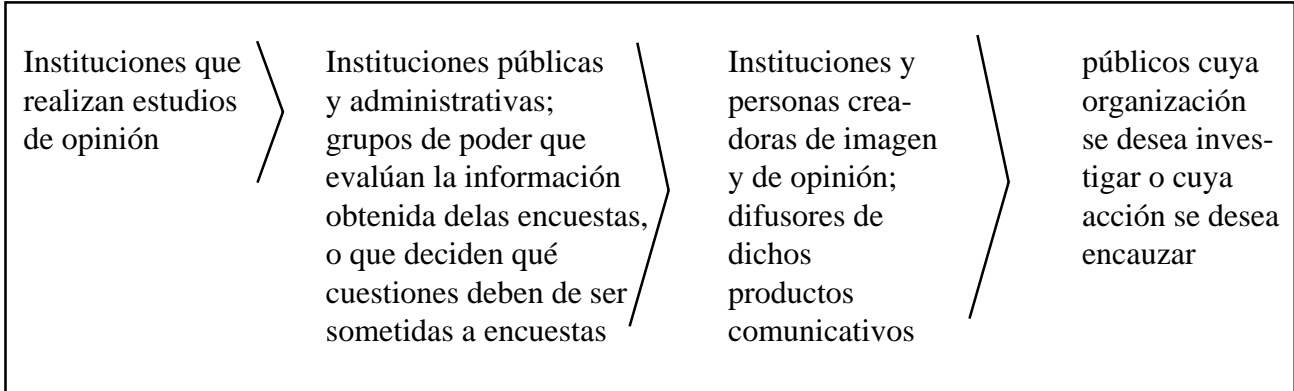 Instituciones que
realizan estudios
de opinión
Instituciones públicas
y administrativas;
grupos de poder que
evalúan la información
obtenida delas encuestas,
o que deciden qué
cuestiones deben de ser
sometidas a encuestas
Instituciones y
personas crea-
doras de imagen
y de opinión;
difusores de
dichos
productos
comunicativos
públicos cuya
organización
se desea inves-
tigar o cuya
acción se desea
encauzar